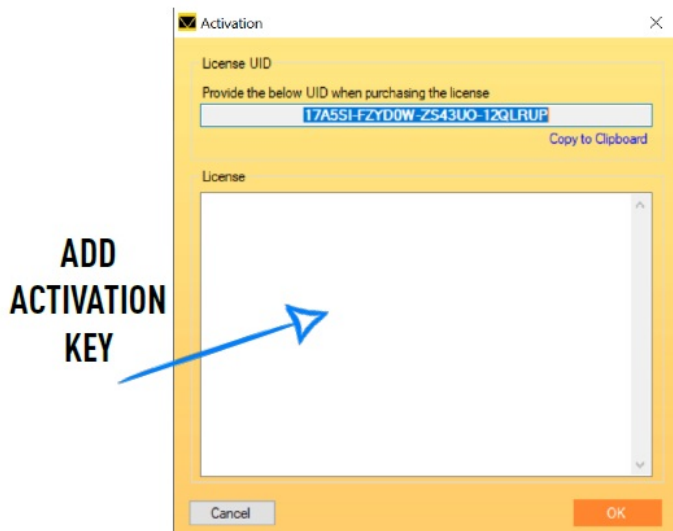 Activation
License UID
Provide the below UID when purchasing the license
17A5SI-FZYD0W-ZS43UO-12QLRUP
Copy to Clipboard
License
ADD
ACTIVATION
KEY
Cancel
OK